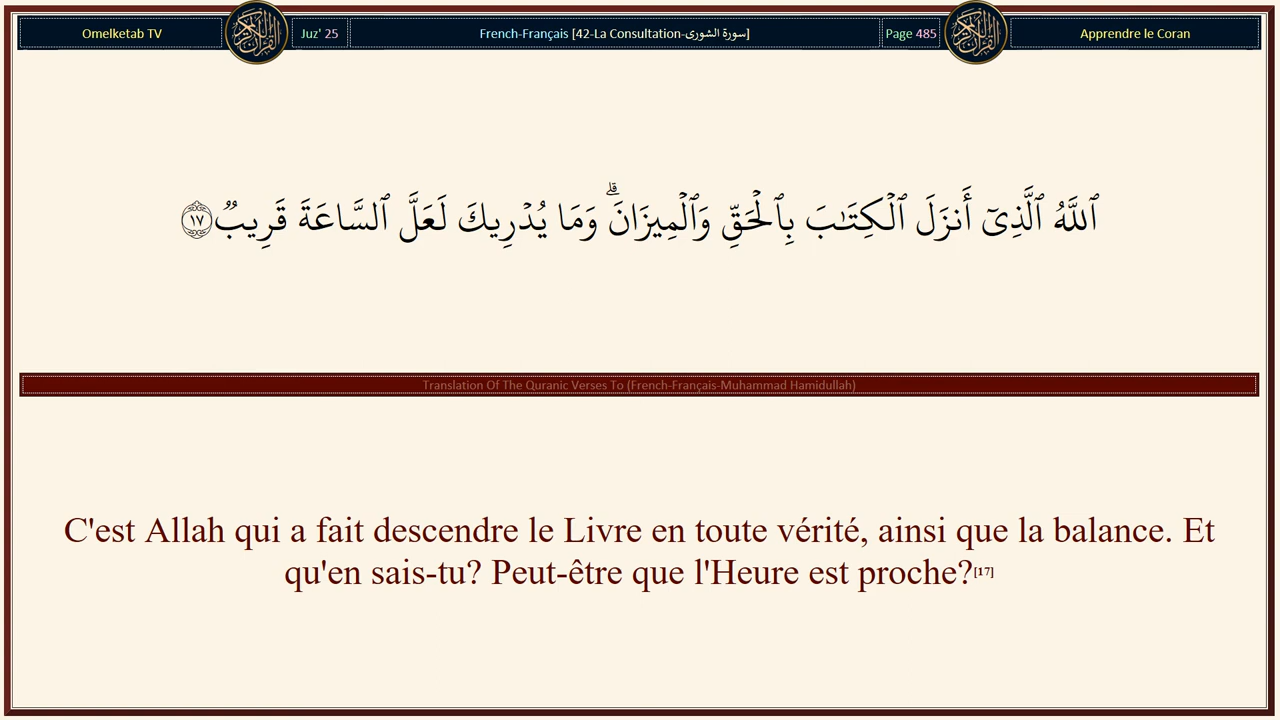 Omelketab TV
Juz' 25
French-Français [42-La Consultation-سورة الشورى]
Page 485
Apprendre le Coran
ٱللَّهُ ٱلَّذِىٓ أَنزَلَ ٱلْكِتَـٰبَ بِٱلْحَقِّ وَٱلْمِيزَانَ ۗ وَمَا يُدْرِيكَ لَعَلَّ ٱلسَّاعَةَ قَرِيبٌ ١٧
Translation Of The Quranic Verses To (French-Français-Muhammad Hamidullah)
C'est Allah qui a fait descendre le Livre en toute vérité, ainsi que la balance. Et
qu'en sais-tu? Peut-être que l'Heure est proche?[17]